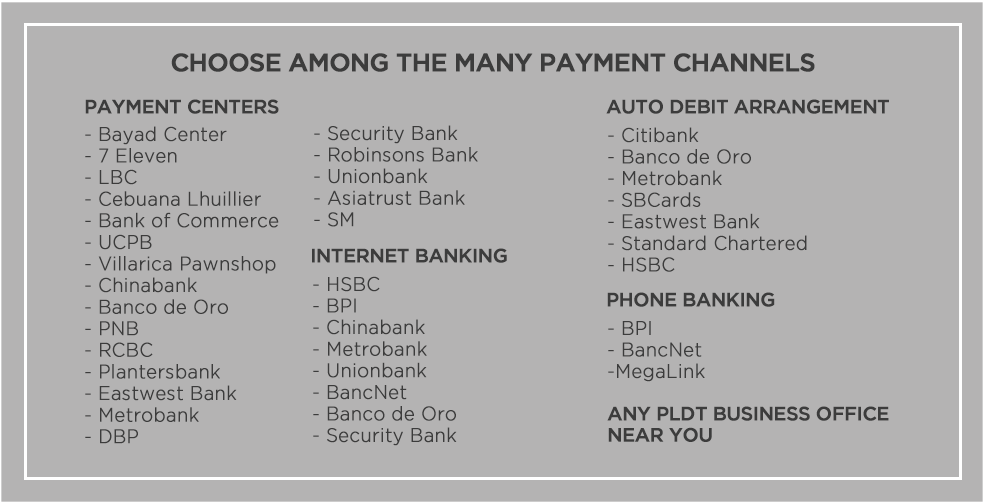 CHOOSE AMONG THE MANY PAYMENT CHANNELS
PAYMENT CENTERS
- Bayad Center
- 7 Eleven
- LBC
- Cebuana Lhuillier
- Bank of Commerce
- UCPB
- Villarica Pawnshop
- Chinabank
- Banco de Oro
- PNB
- RCBC
- Plantersbank
- Eastwest Bank
- Metrobank
- DBP
- Security Bank
- Robinsons Bank
- Unionbank
- Asiatrust Bank
- SM
INTERNET BANKING
- HSBC
- BPI
- Chinabank
- Metrobank
- Unionbank
- BancNet
- Banco de Oro
- Security Bank
AUTO DEBIT ARRANGEMENT
- Citibank
- Banco de Oro
- Metrobank
- SBCards
- Eastwest Bank
- Standard Chartered
- HSBC
PHONE BANKING
- BPI
- BancNet
-MegaLink
ANY PLDT BUSINESS OFFICE
NEAR YOU